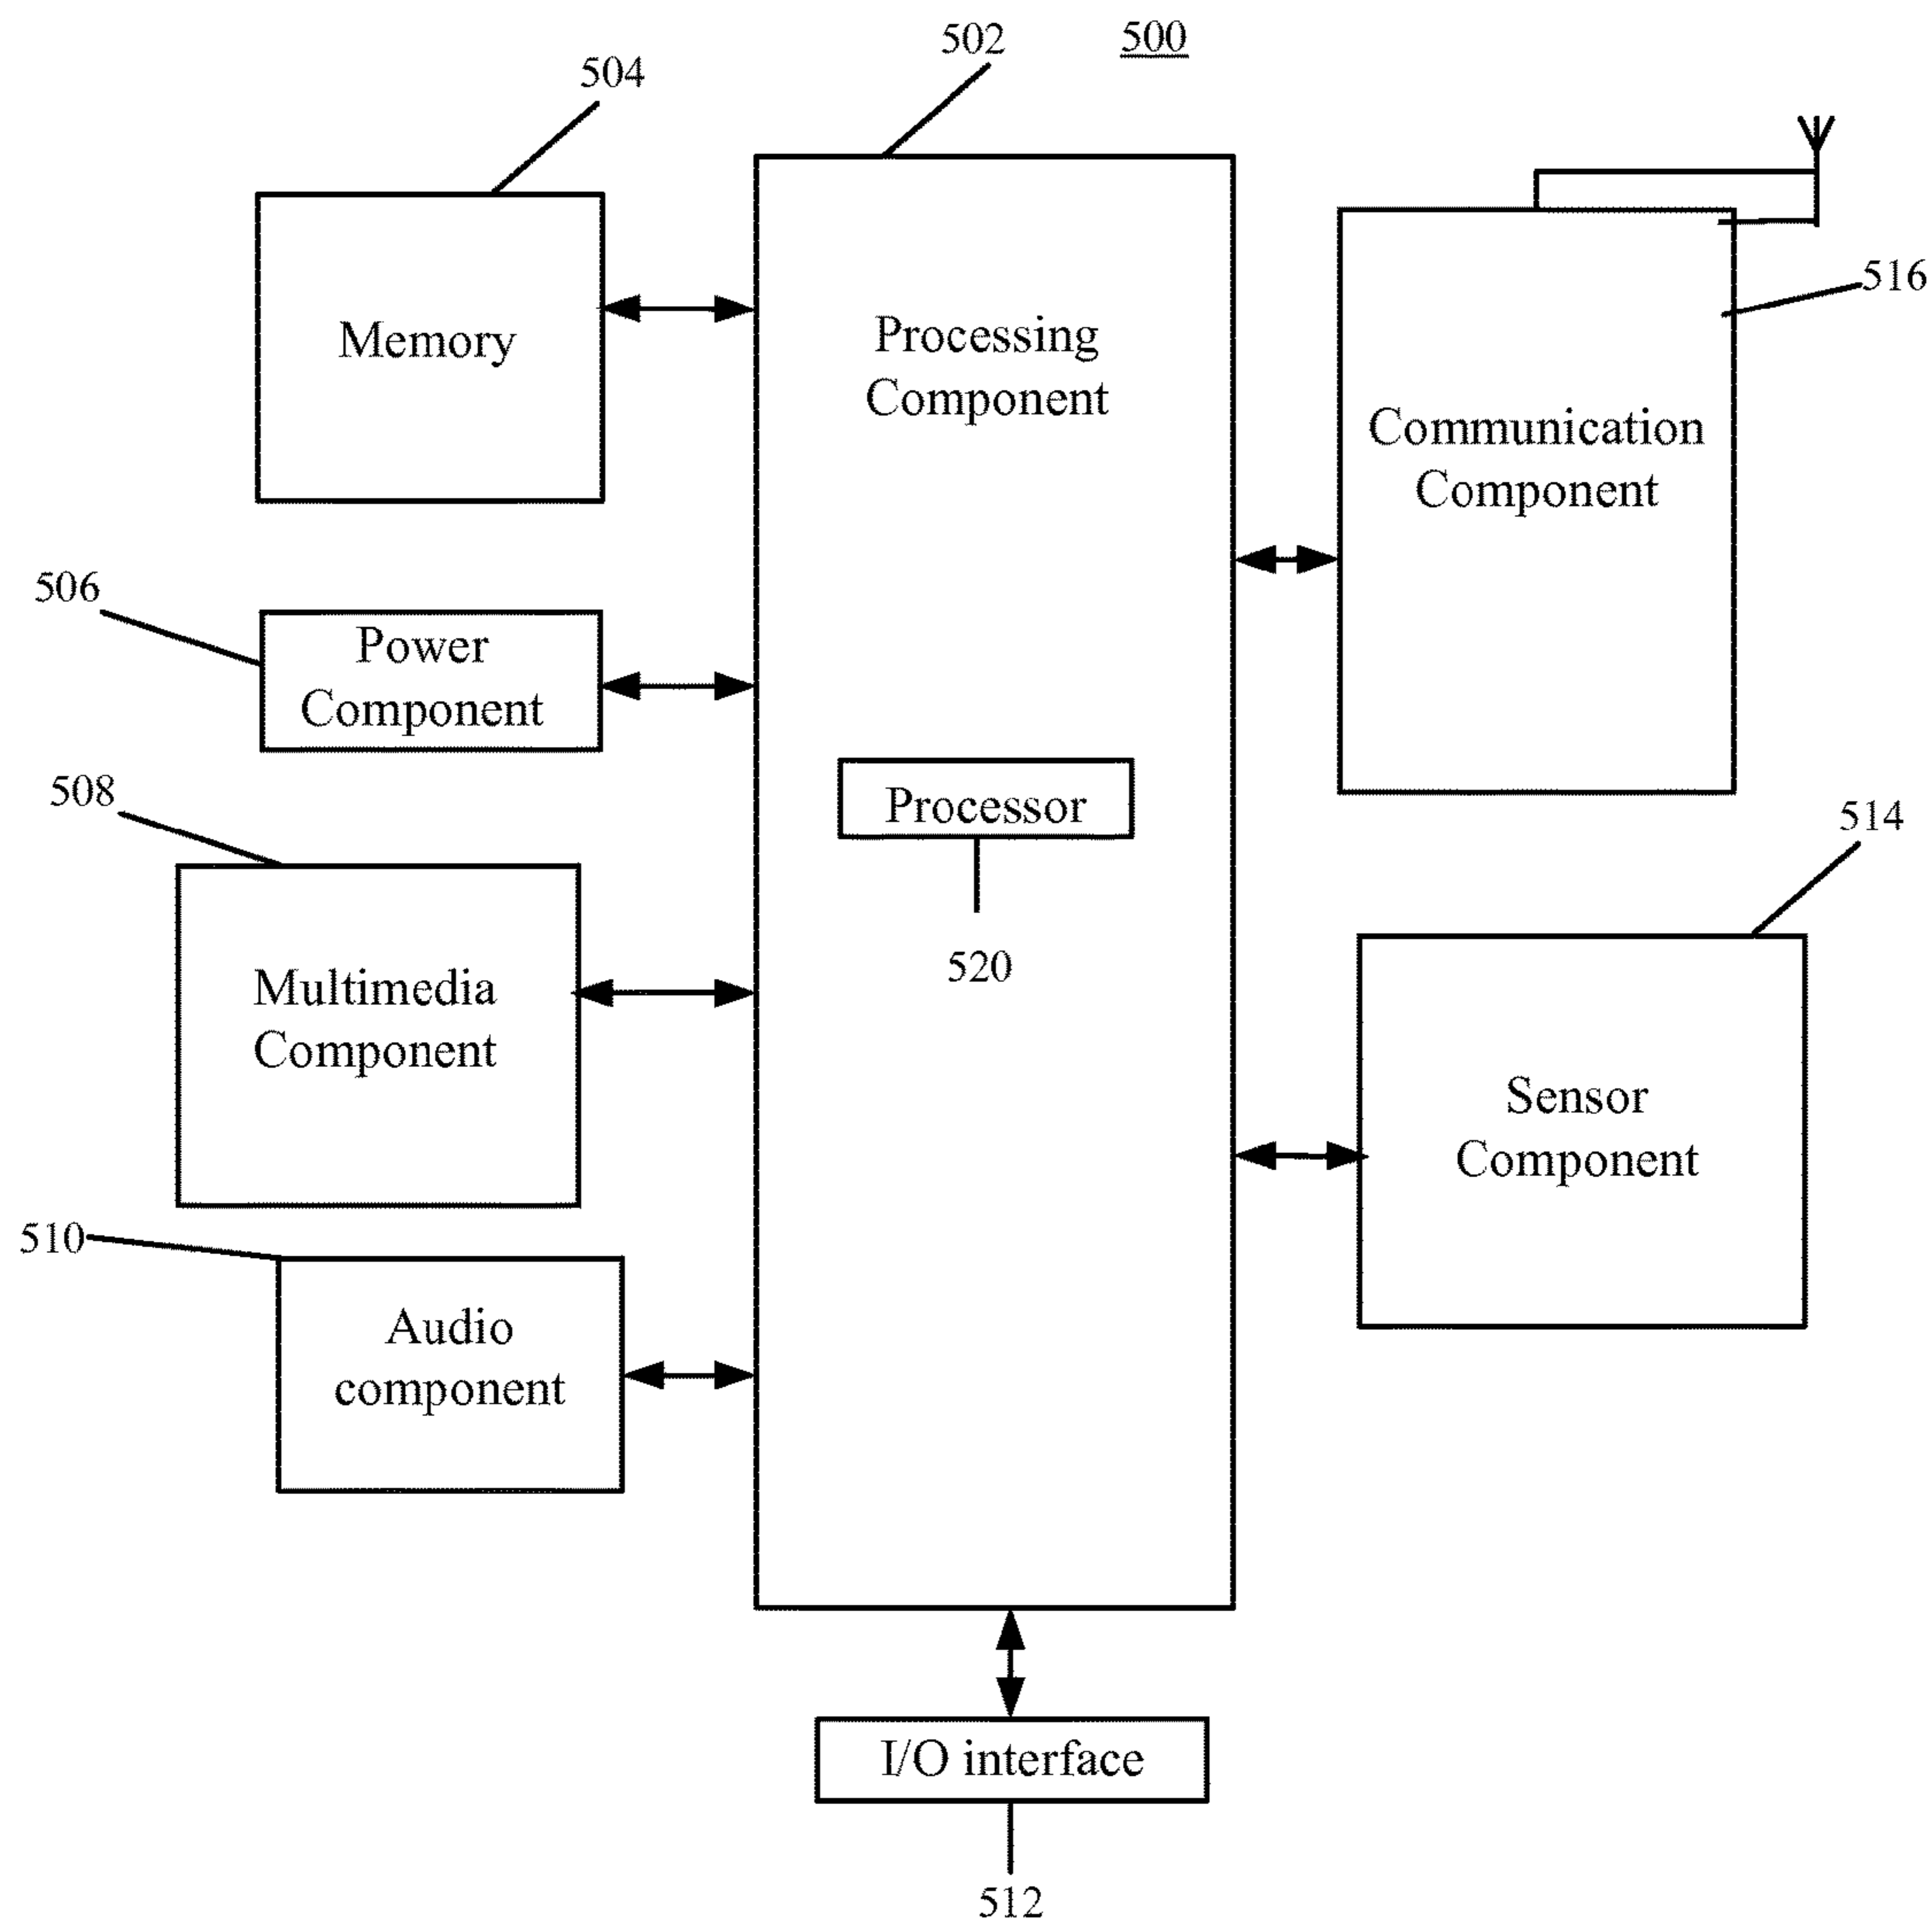 502
500
504
516
Memory
Processing
Component
Communication
Component
506
Power
Component
508
Processor
514
520
Multimedia
Component
Sensor
Component
510
Audio
component
I/O interface
512